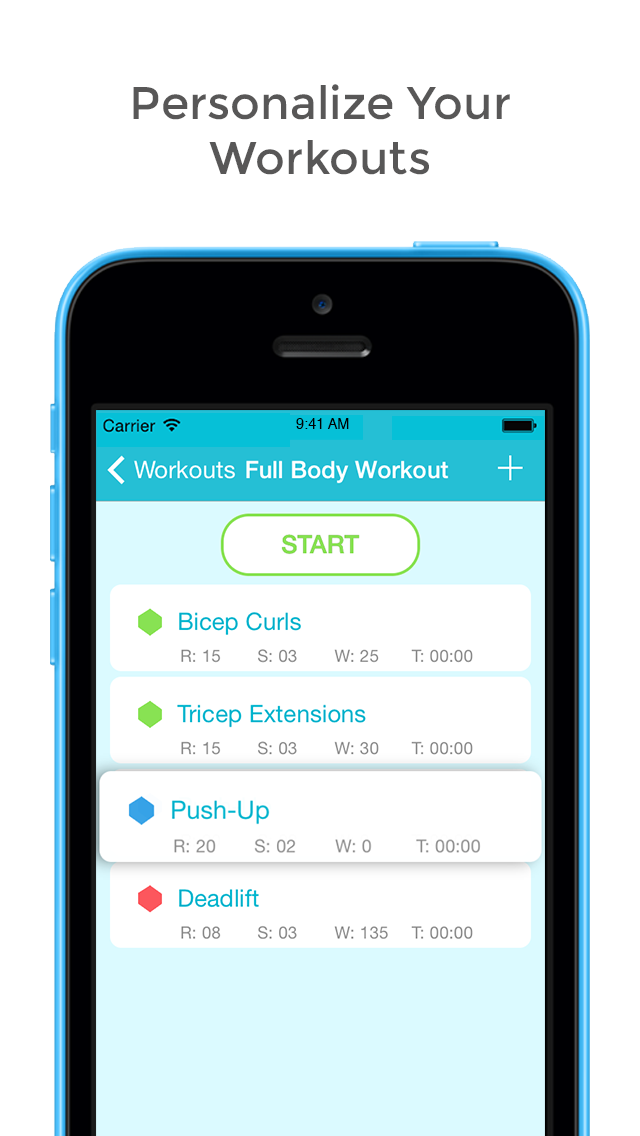 Personalize Your
Workouts
Carrier 9:41 AM
Workouts Full Body Workout +
START
Bicep Curls
R: 15 S: 03 W: 25 T: 00:00
Tricep Extensions
R: 15 S: 03 W: 30 T: 00:00
Push-Up
R: 20 S: 02 W: 0 T: 00:00
Deadlift
R: 08 S: 03 W: 135 T: 00:00